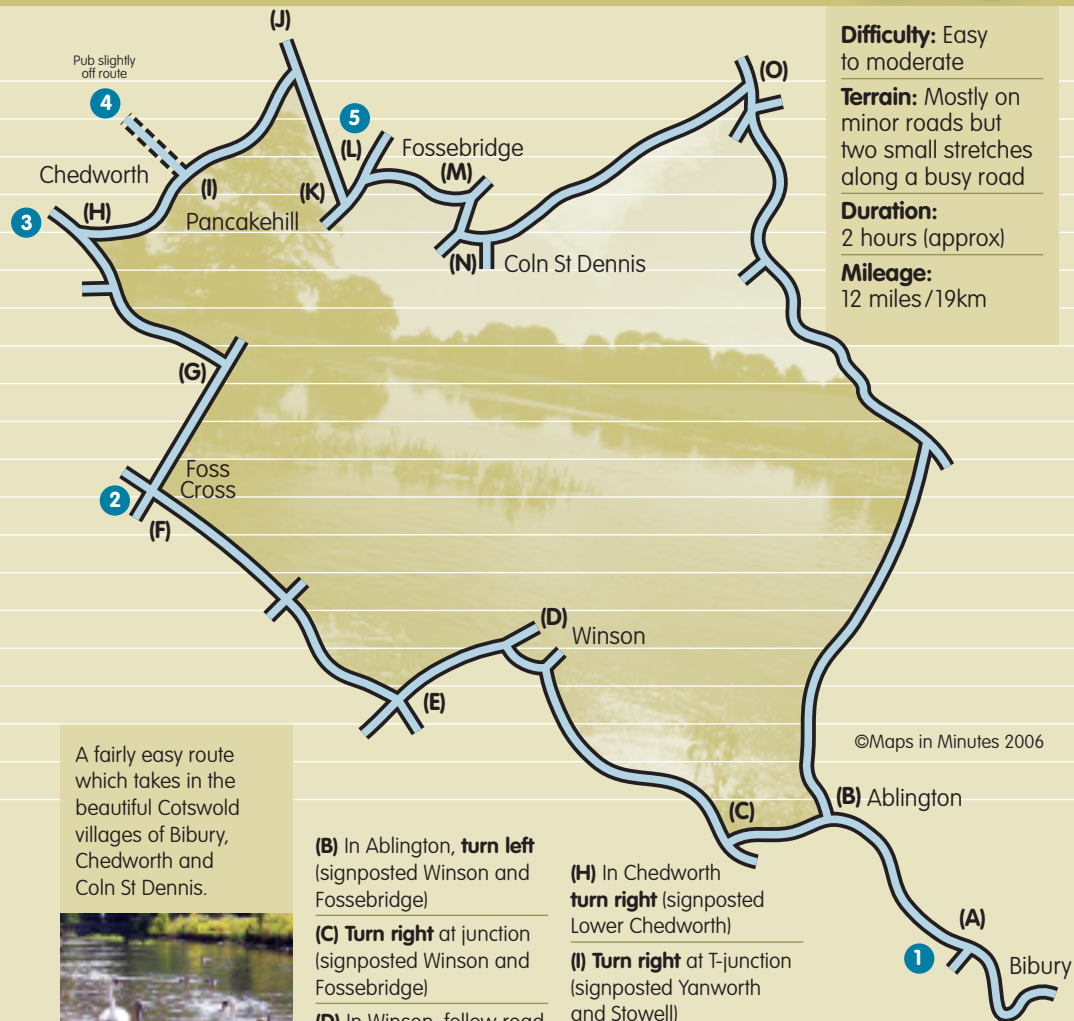 (J)
Pub slightly
off route
4
5
(L)
Fossebridge
(M)
(O)
Chedworth
(I)
(K)
Pancakehill
3
(H)
(N)
Coln St Dennis
(G)
Foss
Cross
2
(F)
(D)
Winson
(E)
©Maps in Minutes 2006
(B) Ablington
(C)
(A)
1
Bibury
Difficulty: Easy
to moderate
Terrain: Mostly on
minor roads but
two small stretches
along a busy road
Duration:
2 hours (approx)
Mileage:
12 miles/19km
A fairly easy route
which takes in the
beautiful Cotswold
villages of Bibury,
Chedworth and
Coln St Dennis.
(B) In Ablington, turn left
(signposted Winson and
Fossebridge)
(C) Turn right at junction
(signposted Winson and
Fossebridge)
(D) In Winson, follow road
(H) In Chedworth
turn right (signposted
Lower Chedworth)
(I) Turn right at T-junction
(signposted Yanworth
and Stowell)